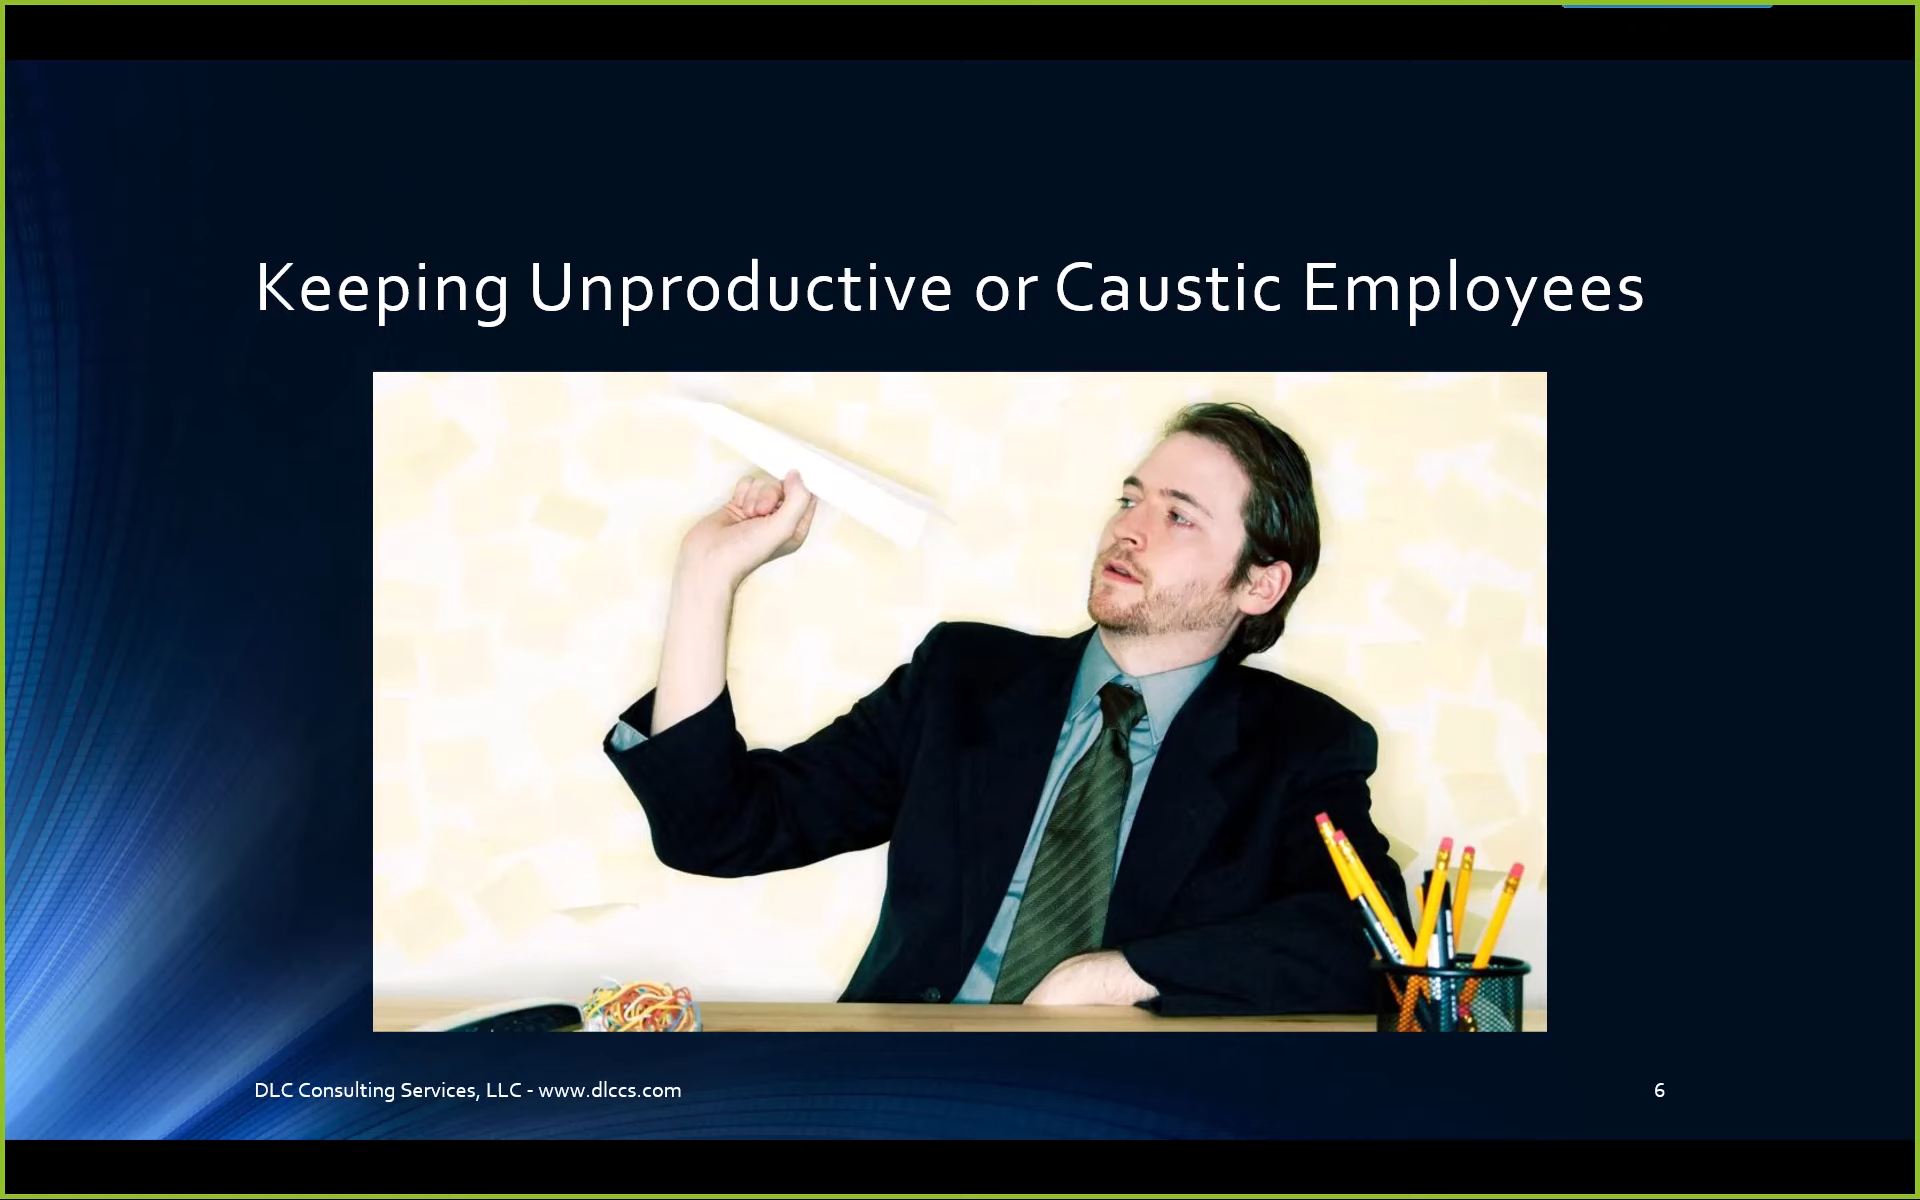 Keeping Unproductive or Caustic Employees
DLC Consulting Services, LLC - www.dlccs.com
6